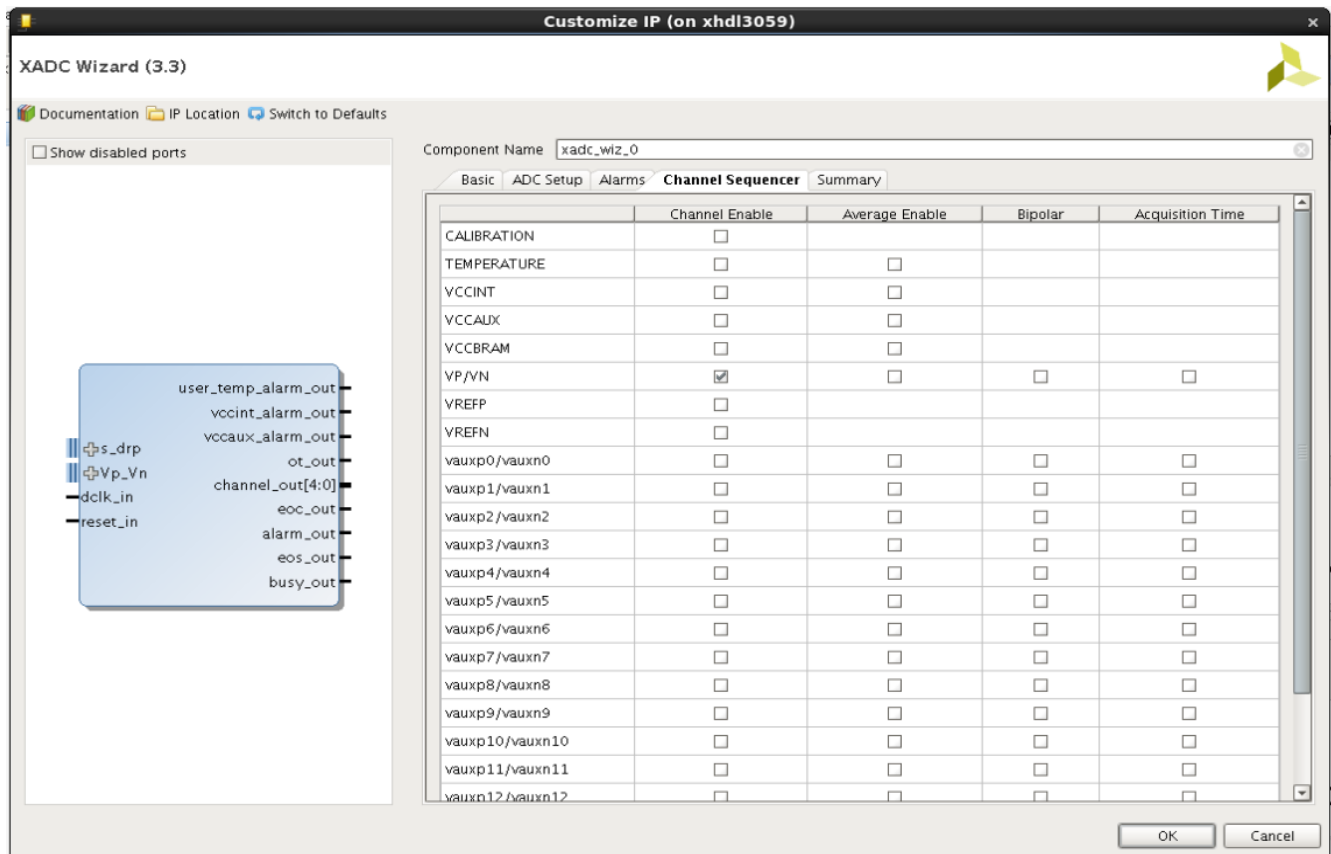 Customize IP (on xhdl3059)
XADC Wizard (3.3)
Documentation IP Location Switch to Defaults
Show disabled ports
Component Name xadc_wiz_0
Basic ADC Setup Alarms Channel Sequencer Summary
Channel Enable Average Enable Bipolar Acquisition Time
CALIBRATION
TEMPERATURE
VCCINT
VCCAUX
VCCBRAM
VP/VN
VREFP
VREFN
vauxp0/vauxn0
vauxp1/vauxn1
vauxp2/vauxn2
vauxp3/vauxn3
vauxp4/vauxn4
vauxp5/vauxn5
vauxp6/vauxn6
vauxp7/vauxn7
vauxp8/vauxn8
vauxp9/vauxn9
vauxp10/vauxn10
vauxp11/vauxn11
vauxp12/vauxn12
s_drp
Vp_Vn
dclk_in
reset_in
user_temp_alarm_out
vccint_alarm_out
vccaux_alarm_out
ot_out
channel_out[4:0]
eoc_out
alarm_out
eos_out
busy_out
OK Cancel